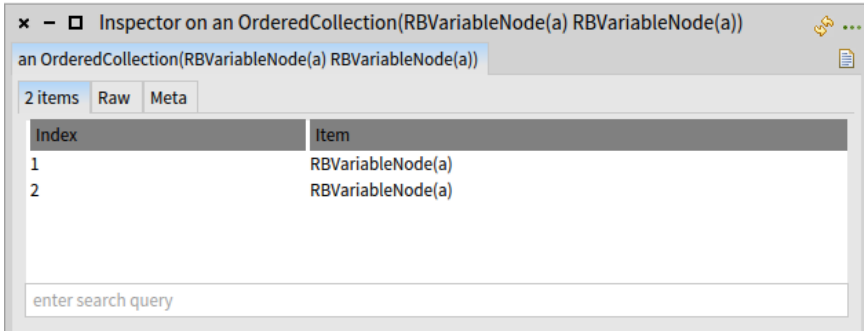 Inspector on an OrderedCollection(RBVariableNode(a) RBVariableNode(a))
an OrderedCollection(RBVariableNode(a) RBVariableNode(a))
2 items Raw Meta
Index Item
1 RBVariableNode(a)
2 RBVariableNode(a)
enter search query